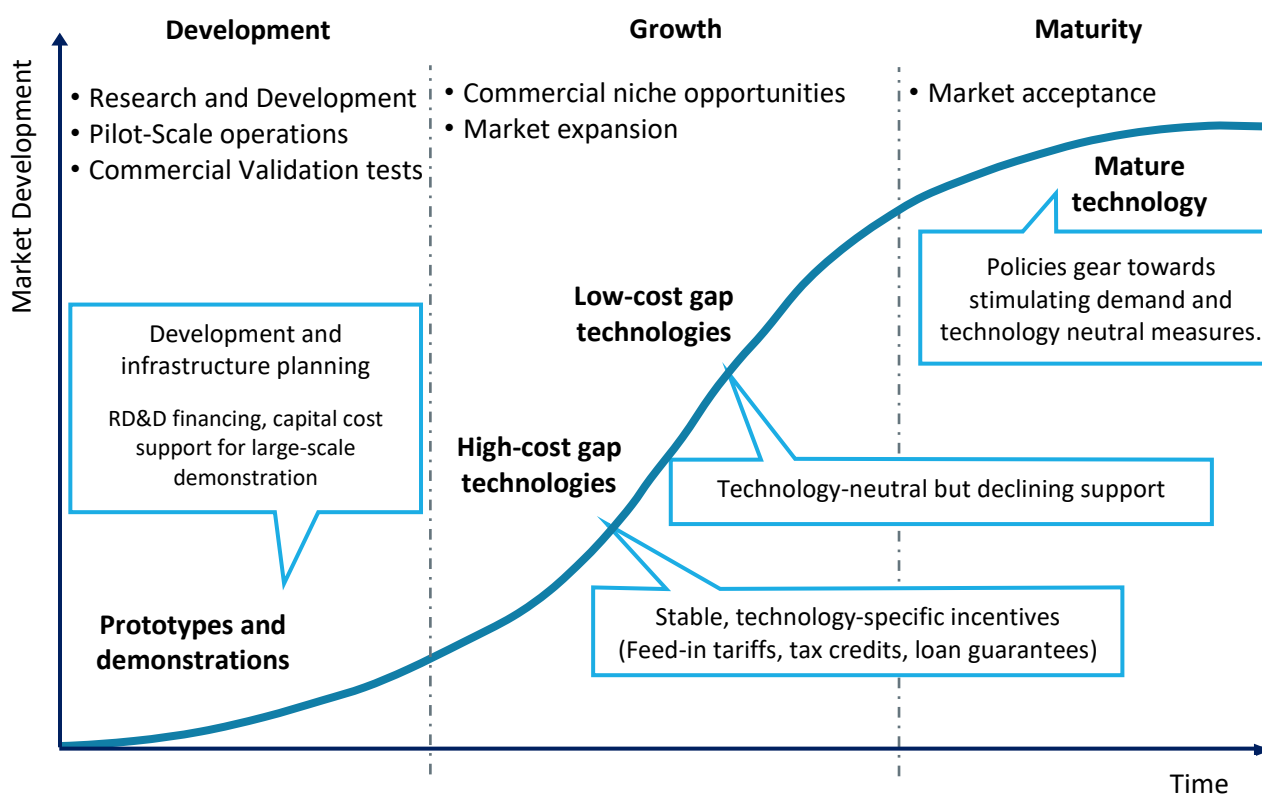 Development
Growth
Maturity
Market Development
• Research and Development
• Pilot-Scale operations
• Commercial Validation tests
• Commercial niche opportunities
• Market expansion
• Market acceptance
Mature
technology
Policies gear towards
stimulating demand and
technology neutral measures.
Low-cost gap
technologies
Development and
infrastructure planning
RD&D financing, capital cost
support for large-scale
demonstration
High-cost gap
technologies
Technology-neutral but declining support
Stable, technology-specific incentives
(Feed-in tariffs, tax credits, loan guarantees)
Prototypes and
demonstrations
Time